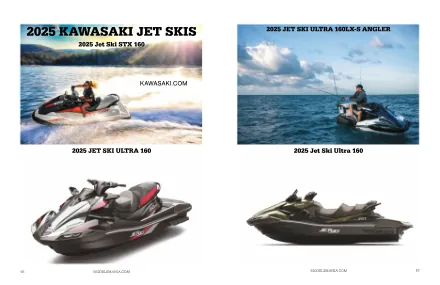 2025 KAWASAKI JET SKIS
2025 Jet Ski STX 160
KAWASAKI.COM
2025 JET SKI ULTRA 160
2025 JET SKI ULTRA 160LX-S ANGLER
2025 Jet Ski Ultra 160